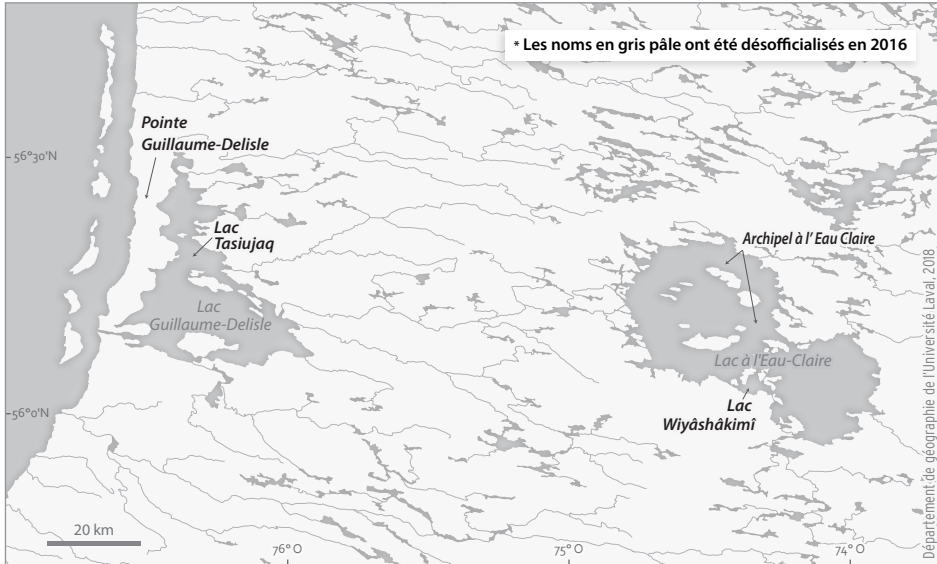 * Les noms en gris pâle ont été désofficialisés en 2016
Pointe
Guillaume-Delisle
56°30'N
Lac
Tasiujaq
Archipel à l' Eau Claire
Lac
Guillaume-Delisle
Lac à l'Eau-Claire
Lac
Wiyâshâkimî
56°0'N
20 km
76° O
75° O
74° O
Département de géographie de l'Université Laval, 2018